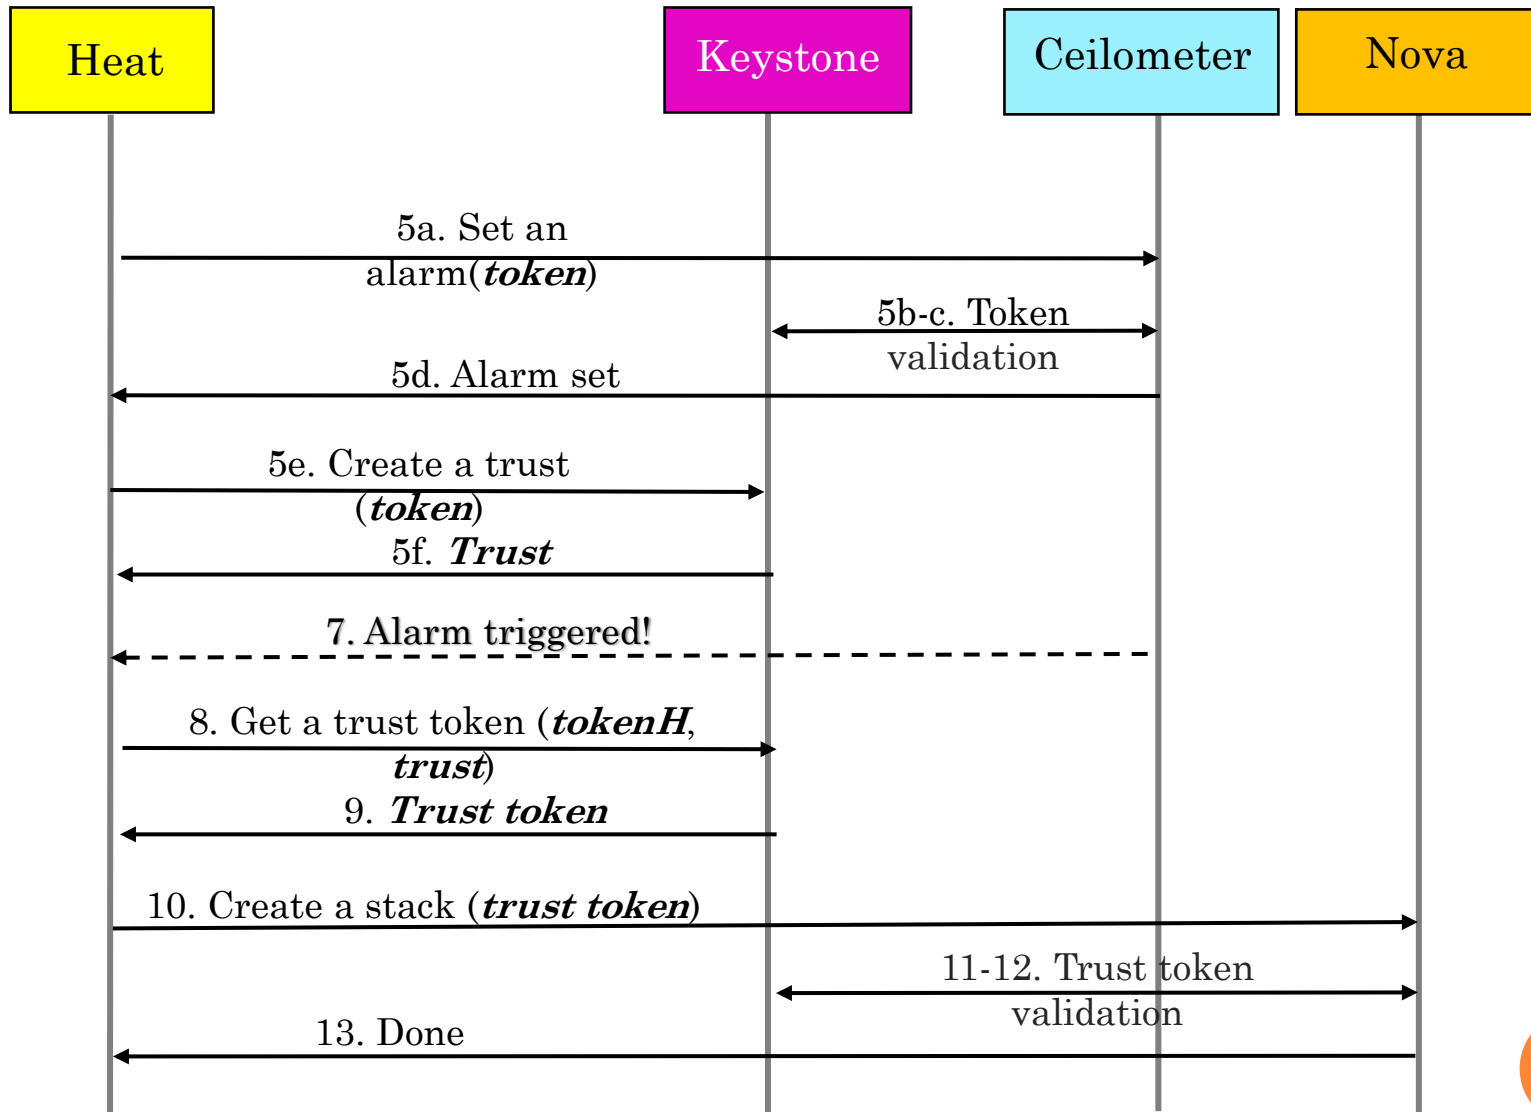 Heat
Keystone
Ceilometer
Nova
5a. Set an
alarm(token)
5b-c. Token
validation
5d. Alarm set
5e. Create a trust
(token)
5f. Trust
7. Alarm triggered!
8. Get a trust token (tokenH,
trust)
9. Trust token
10. Create a stack (trust token)
11-12. Trust token
validation
13. Done